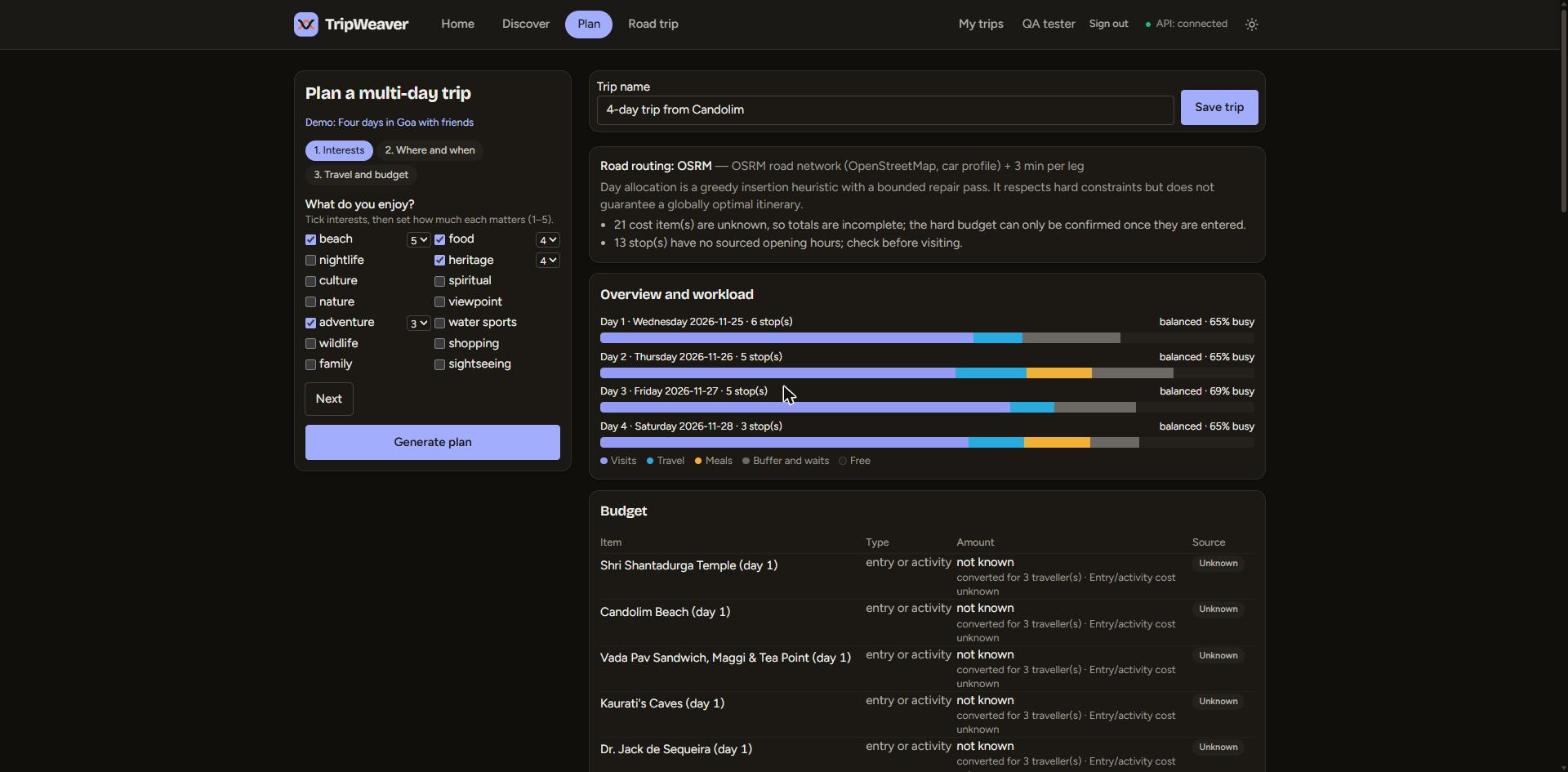 TripWeaver
Home
Discover
Plan
Road trip
My trips
QA tester
Sign out
API: connected
Plan a multi-day trip
Demo: Four days in Goa with friends
1. Interests
2. Where and when
3. Travel and budget
What do you enjoy?
Tick interests, then set how much each matters (1–5).
beach 5 food 4
nightlife heritage 4
culture spiritual
nature viewpoint
adventure 3 water sports
wildlife shopping
family sightseeing
Next
Generate plan
Trip name
4-day trip from Candolim
Save trip
Road routing: OSRM — OSRM road network (OpenStreetMap, car profile) + 3 min per leg
Day allocation is a greedy insertion heuristic with a bounded repair pass. It respects hard constraints but does not
guarantee a globally optimal itinerary.
• 21 cost item(s) are unknown, so totals are incomplete; the hard budget can only be confirmed once they are entered.
• 13 stop(s) have no sourced opening hours; check before visiting.
Overview and workload
Day 1 · Wednesday 2026-11-25 · 6 stop(s) balanced · 65% busy
Day 2 · Thursday 2026-11-26 · 5 stop(s) balanced · 65% busy
Day 3 · Friday 2026-11-27 · 5 stop(s) balanced · 69% busy
Day 4 · Saturday 2026-11-28 · 3 stop(s) balanced · 65% busy
Visits Travel Meals Buffer and waits Free
Budget
Item Type Amount Source
Shri Shantadurga Temple (day 1) entry or activity not known Unknown
converted for 3 traveller(s) · Entry/activity cost
unknown
Candolim Beach (day 1) entry or activity not known Unknown
converted for 3 traveller(s) · Entry/activity cost
unknown
Vada Pav Sandwich, Maggi & Tea Point (day 1) entry or activity not known Unknown
converted for 3 traveller(s) · Entry/activity cost
unknown
Kaurati's Caves (day 1) entry or activity not known Unknown
converted for 3 traveller(s) · Entry/activity cost
unknown
Dr. Jack de Sequeira (day 1) entry or activity not known Unknown
converted for 3 traveller(s) · Entry/activity cost